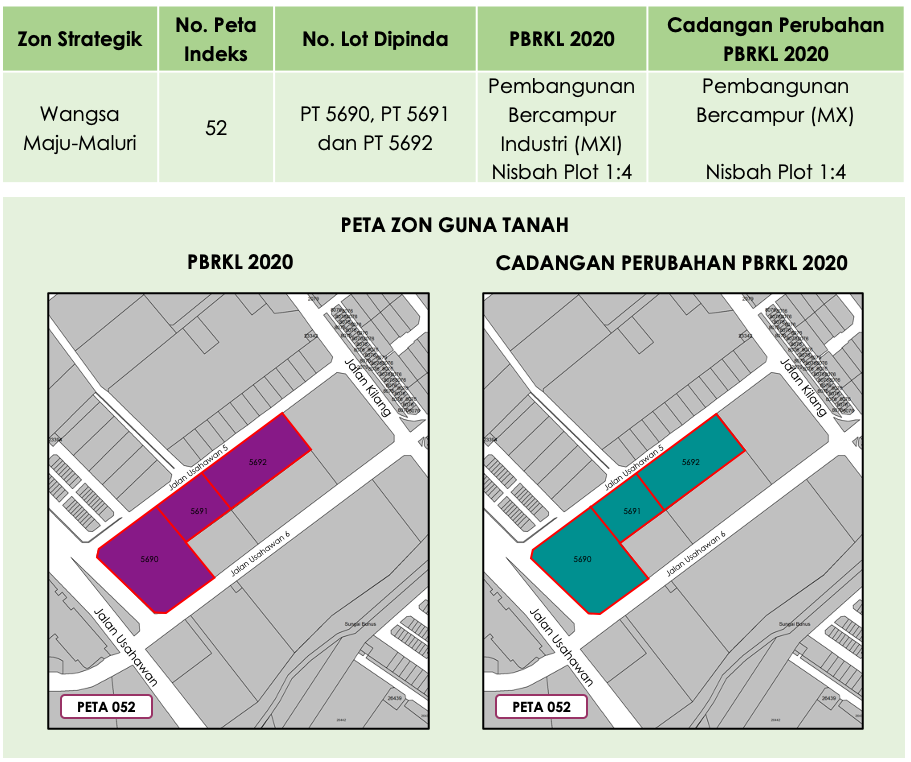 Zon Strategik
No. Peta
Indeks
No. Lot Dipinda
PBRKL 2020
Cadangan Perubahan
PBRKL 2020
Wangsa
Maju-Maluri
52
PT 5690, PT 5691
dan PT 5692
Pembangunan
Bercampur
Industri (MXI)
Nisbah Plot 1:4
Pembangunan
Bercampur (MX)
Nisbah Plot 1:4
PETA ZON GUNA TANAH
PBRKL 2020
Jalan Kilang
Jalan Usahawan 5
5692
5691
5690
Jalan Usahawan 6
Jalan Usahawan
Sungai Bunus
26439
PETA 052
CADANGAN PERUBAHAN PBRKL 2020
Jalan Kilang
Jalan Usahawan 5
5692
5691
5690
Jalan Usahawan 6
Jalan Usahawan
Sungai Bunus
26439
PETA 052